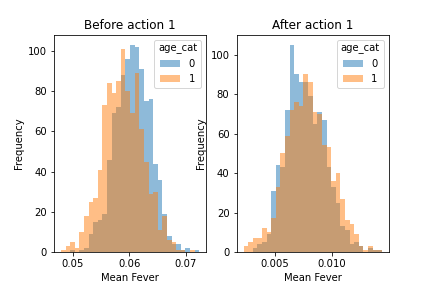 Before action 1
After action 1
age_cat
0
1
age_cat
0
1
Frequency
100
80
60
40
20
0
0.05
0.06
0.07
Mean Fever
Frequency
100
80
60
40
20
0
0.005
0.010
Mean Fever